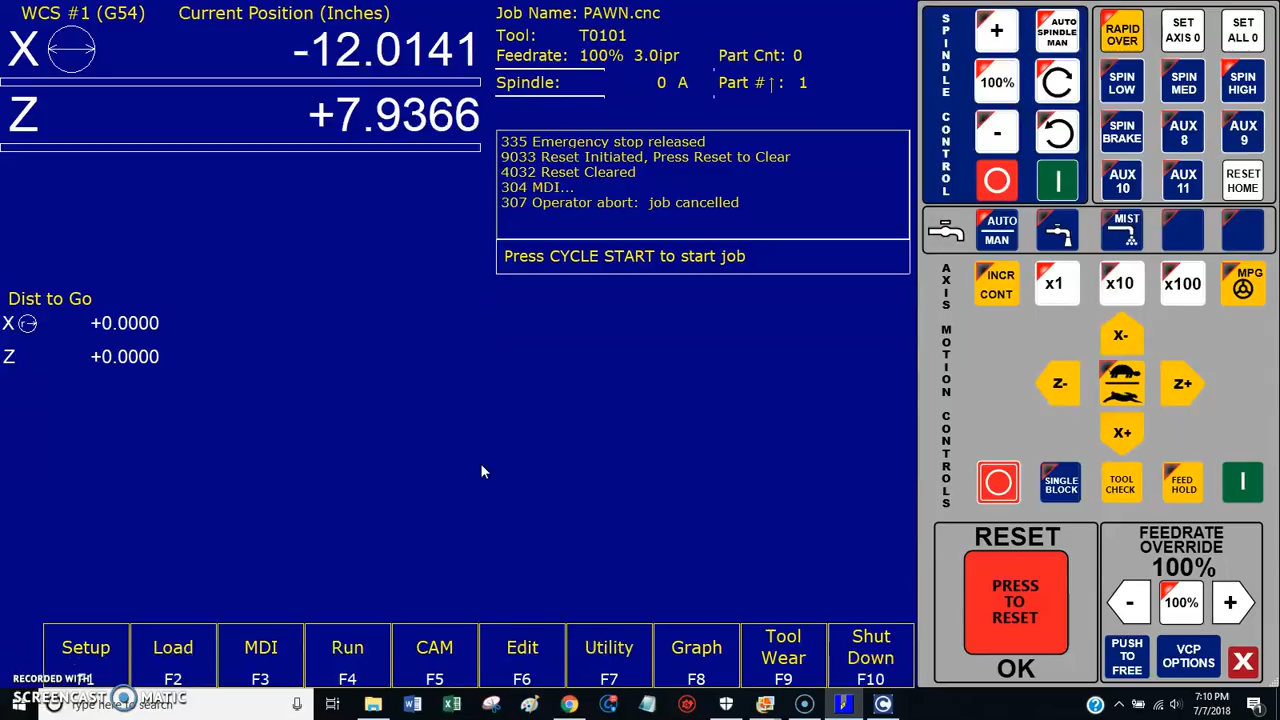 WCS #1 (G54) Current Position (Inches)
X -12.0141
Z +7.9366
Job Name: PAWN.cnc
Tool: T0101
Feedrate: 100% 3.0ipr Part Cnt: 0
Spindle: 0 A Part # : 1
335 Emergency stop released
9033 Reset Initiated, Press Reset to Clear
4032 Reset Cleared
304 MDI...
307 Operator abort: job cancelled
Press CYCLE START to start job
Dist to Go
X +0.0000
Z +0.0000
Setup Load MDI Run CAM Edit Utility Graph Tool Wear Shut Down
F1 F2 F3 F4 F5 F6 F7 F8 F9 F10
RECORDED WITH
SCREENCAST MATIC
Type here to search
7:10 PM
7/7/2018
SPINDLE CONTROL
+
AUTO
SPINDLE
MAN
100%
-
RAPID
OVER
SET
AXIS 0
SET
ALL 0
SPIN
LOW
SPIN
MED
SPIN
HIGH
SPIN
BRAKE
AUX
8
AUX
9
AUX
10
AUX
11
RESET
HOME
AUTO
MAN
MIST
AXIS MOTION CONTROLS
INCR
CONT
x1
x10
x100
MPG
X-
Z-
Z+
X+
SINGLE
BLOCK
TOOL
CHECK
FEED
HOLD
RESET
PRESS
TO
RESET
OK
FEEDRATE
OVERRIDE
100%
-
100%
+
PUSH
TO
FREE
VCP
OPTIONS
X